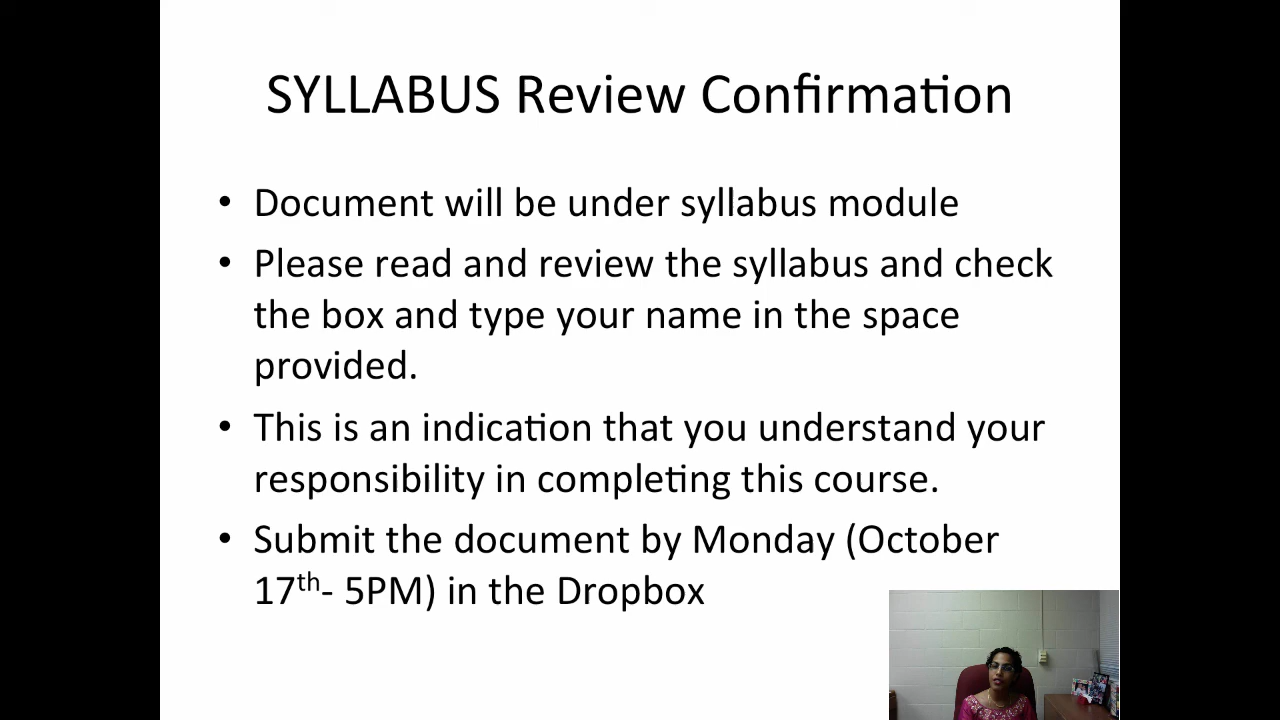 SYLLABUS Review Confirmation
• Document will be under syllabus module
• Please read and review the syllabus and check
the box and type your name in the space
provided.
• This is an indication that you understand your
responsibility in completing this course.
• Submit the document by Monday (October
17th- 5PM) in the Dropbox